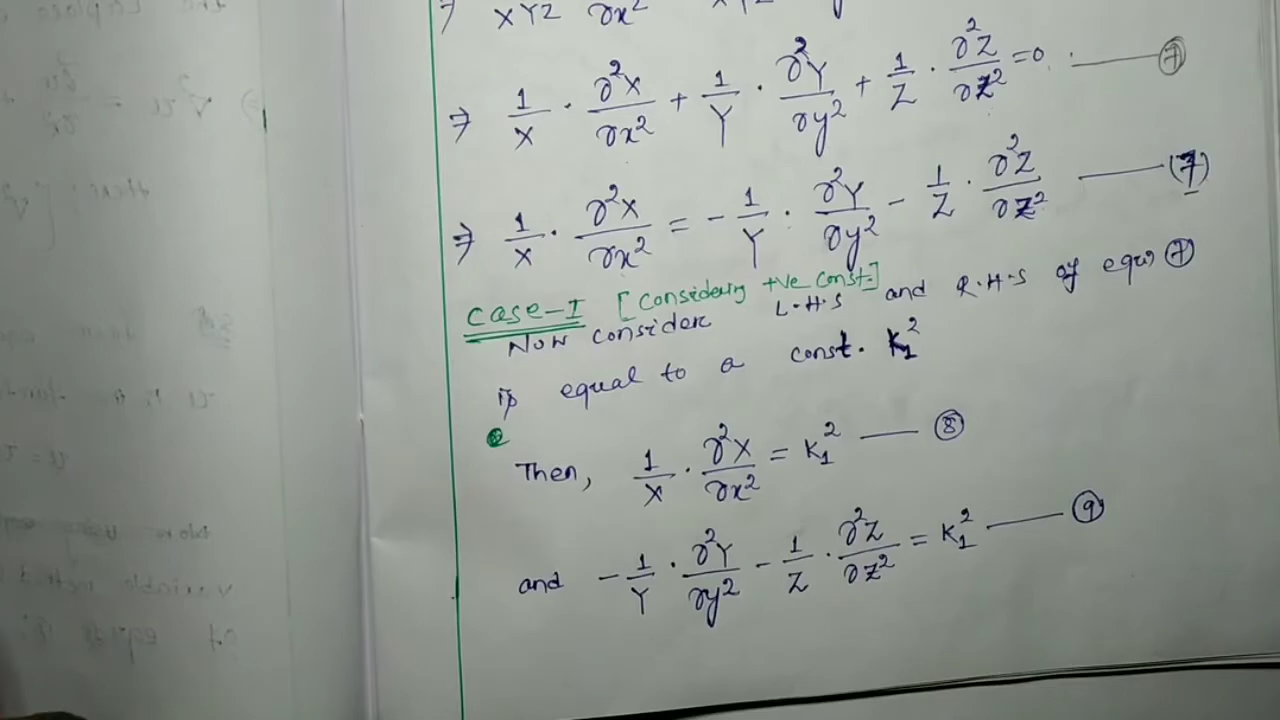 ⇒ XYZ ∂x²
⇒ 1/X · ∂²X/∂x² + 1/Y · ∂²Y/∂y² + 1/Z · ∂²Z/∂z² = 0 . —— ⑦
⇒ 1/X · ∂²X/∂x² = - 1/Y · ∂²Y/∂y² - 1/Z · ∂²Z/∂z² —— (7)
Case-I [Considering +ve const.]
Now consider L.H.S and R.H.S of eqn ⑦
is equal to a const. K₁²
Then, 1/X · ∂²X/∂x² = K₁² —— ⑧
and - 1/Y · ∂²Y/∂y² - 1/Z · ∂²Z/∂z² = K₁² —— ⑨